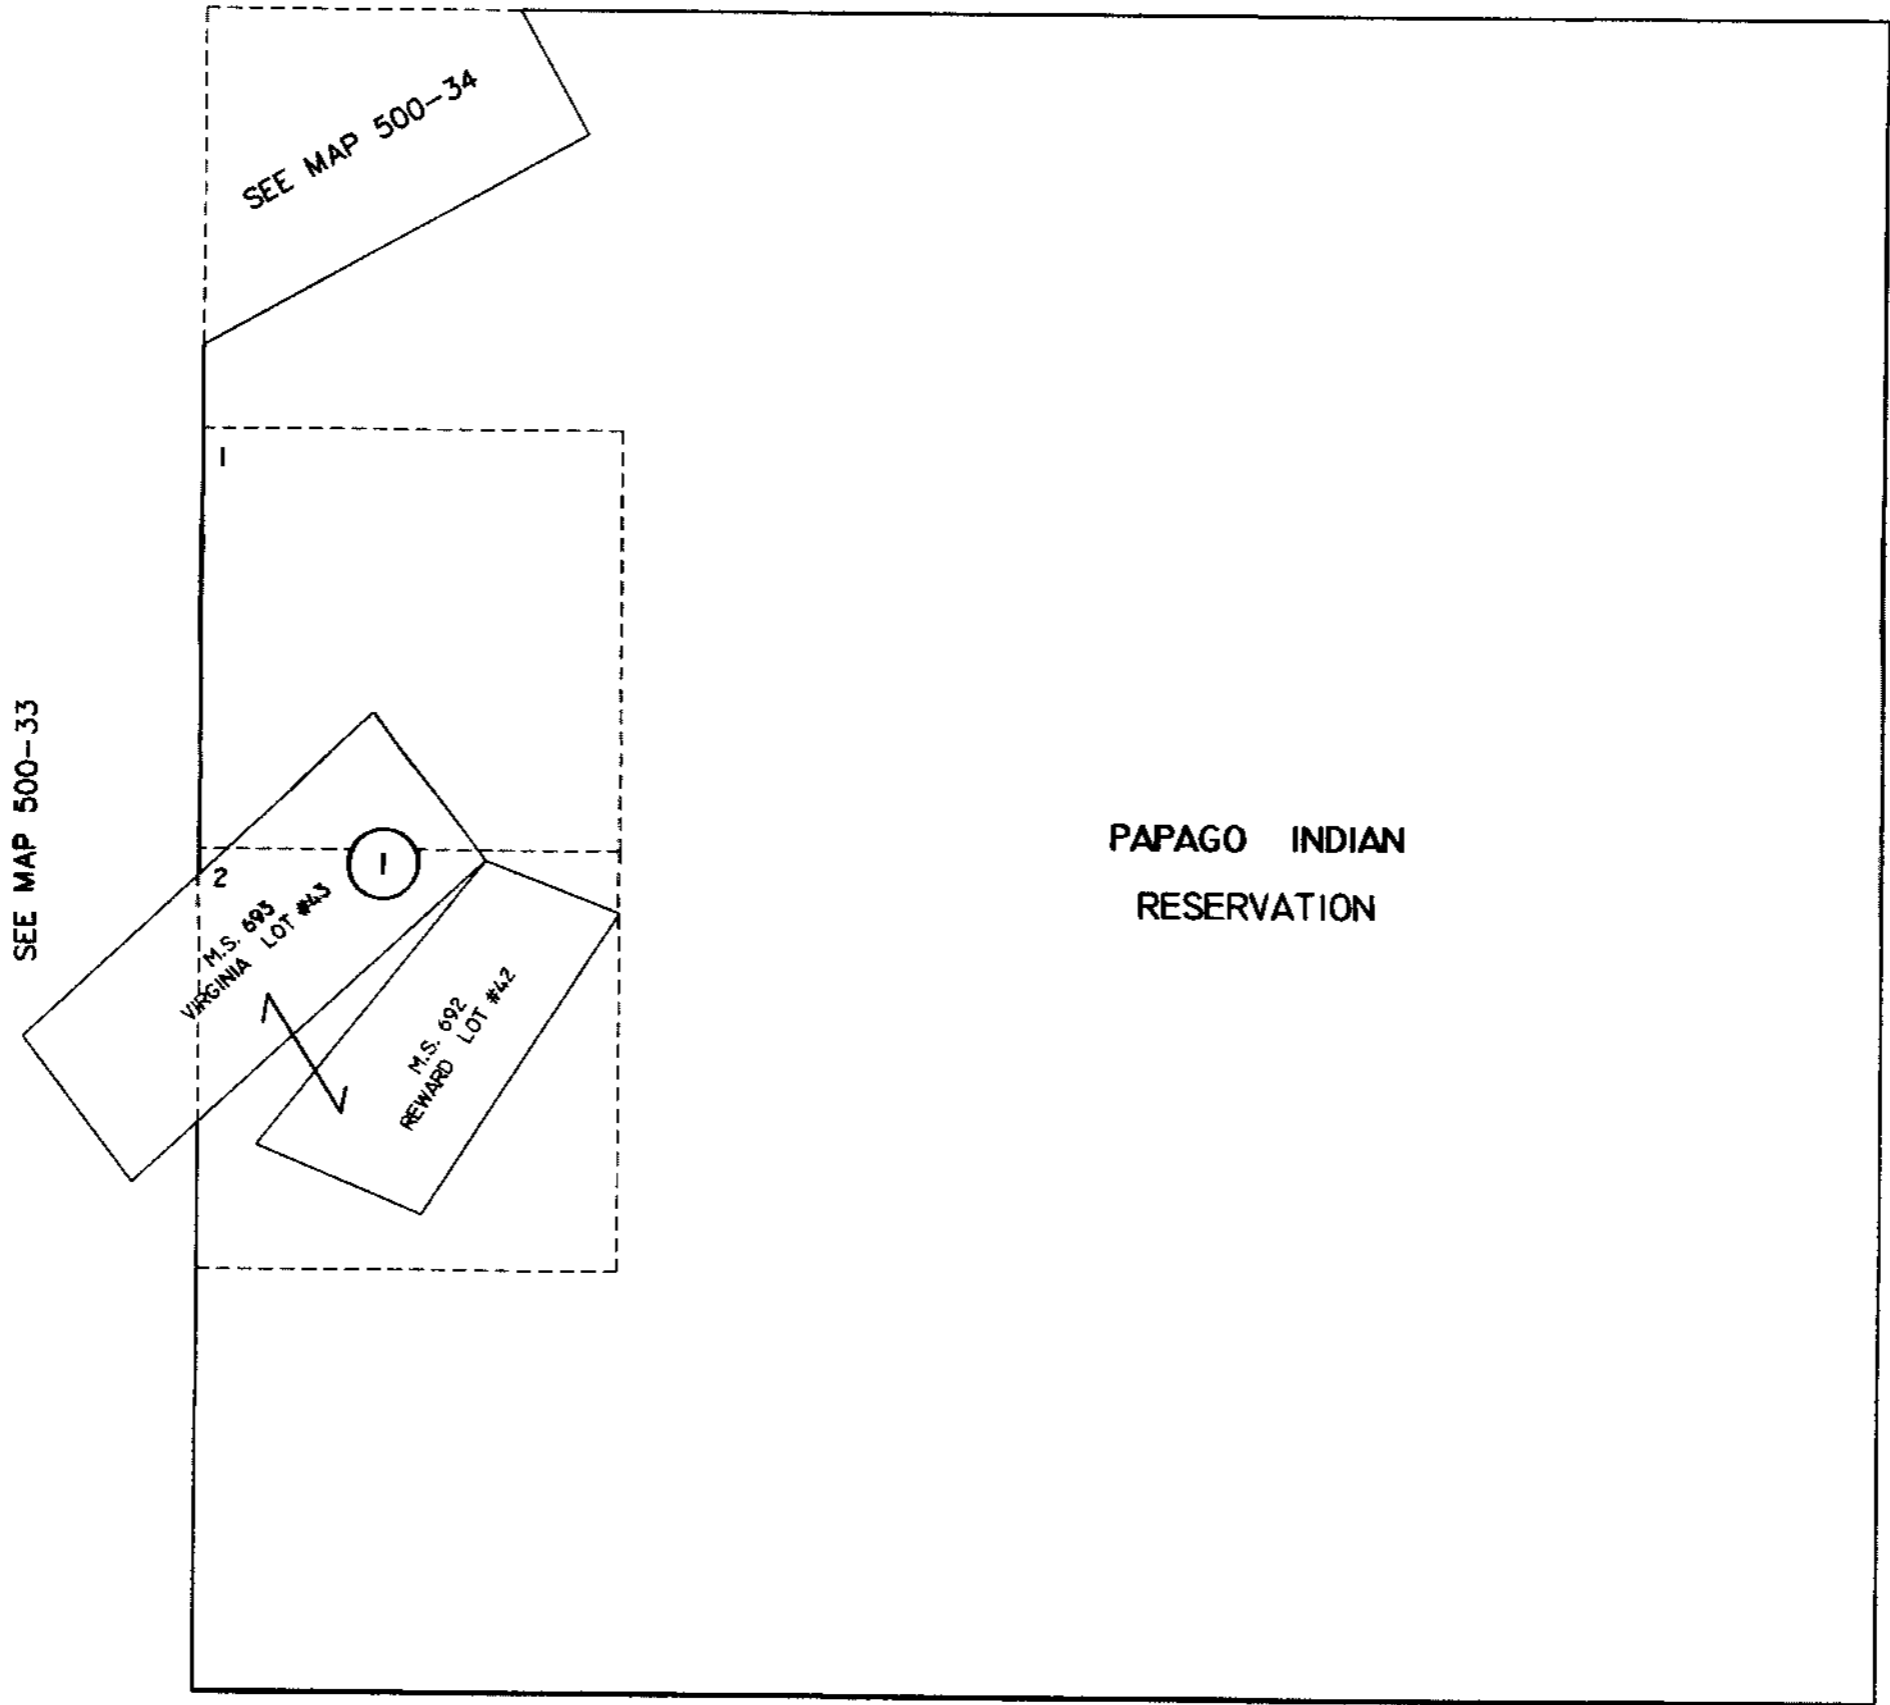 SEE MAP 500-34
1
SEE MAP 500-33
1
2
M.S. 693
VIRGINIA LOT #43
M.S. 692
REWARD LOT #42
PAPAGO INDIAN
RESERVATION